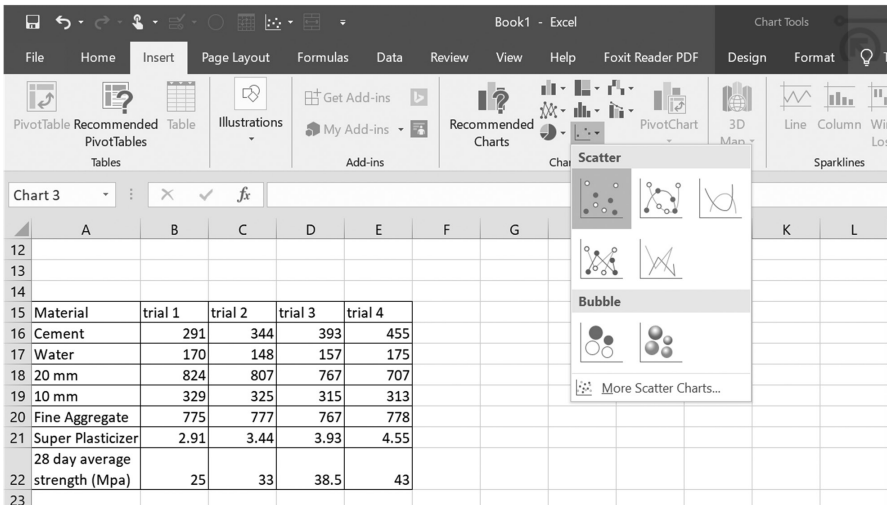 Book1 - Excel
Chart Tools
File Home Insert Page Layout Formulas Data Review View Help Foxit Reader PDF Design Format
PivotTable Recommended PivotTables Table
Tables
Illustrations
Get Add-ins
My Add-ins
Add-ins
Recommended Charts
PivotChart
3D
Line Column
Sparklines
Chart 3
fx
Scatter
Bubble
More Scatter Charts...
A B C D E F G K L
12
13
14
15 Material trial 1 trial 2 trial 3 trial 4
16 Cement 291 344 393 455
17 Water 170 148 157 175
18 20 mm 824 807 767 707
19 10 mm 329 325 315 313
20 Fine Aggregate 775 777 767 778
21 Super Plasticizer 2.91 3.44 3.93 4.55
28 day average
22 strength (Mpa) 25 33 38.5 43
23